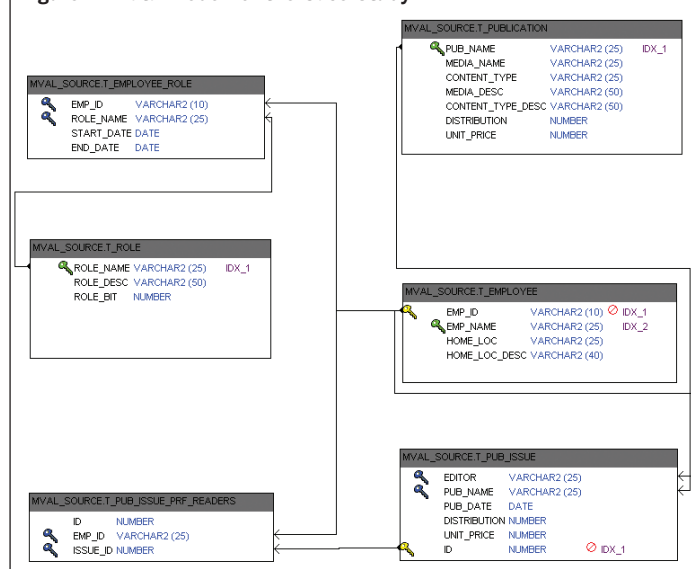 MVAL_SOURCE.T_PUBLICATION
PUB_NAME VARCHAR2 (25) IDX_1
MEDIA_NAME VARCHAR2 (25)
CONTENT_TYPE VARCHAR2 (25)
MEDIA_DESC VARCHAR2 (50)
CONTENT_TYPE_DESC VARCHAR2 (50)
DISTRIBUTION NUMBER
UNIT_PRICE NUMBER
MVAL_SOURCE.T_EMPLOYEE_ROLE
EMP_ID VARCHAR2 (10)
ROLE_NAME VARCHAR2 (25)
START_DATE DATE
END_DATE DATE
MVAL_SOURCE.T_ROLE
ROLE_NAME VARCHAR2 (25) IDX_1
ROLE_DESC VARCHAR2 (50)
ROLE_BIT NUMBER
MVAL_SOURCE.T_EMPLOYEE
EMP_ID VARCHAR2 (10) IDX_1
EMP_NAME VARCHAR2 (25) IDX_2
HOME_LOC VARCHAR2 (25)
HOME_LOC_DESC VARCHAR2 (40)
MVAL_SOURCE.T_PUB_ISSUE
EDITOR VARCHAR2 (25)
PUB_NAME VARCHAR2 (25)
PUB_DATE DATE
DISTRIBUTION NUMBER
UNIT_PRICE NUMBER
ID NUMBER IDX_1
MVAL_SOURCE.T_PUB_ISSUE_PRF_READERS
ID NUMBER
EMP_ID VARCHAR2 (25)
ISSUE_ID NUMBER